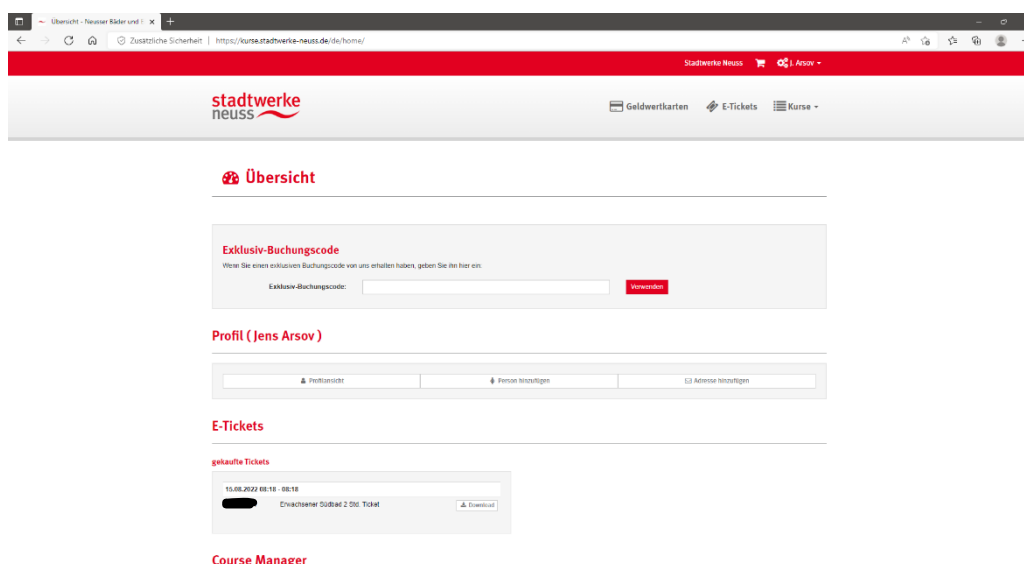 Übersicht - Neusser Bäder und
https://kurse.stadtwerke-neuss.de/de/home/
Zusätzliche Sicherheit
Stadtwerke Neuss J. Arsov
stadtwerke
neuss
Geldwertkarten E-Tickets Kurse
Übersicht
Exklusiv-Buchungscode
Wenn Sie einen exklusiven Buchungscode von uns erhalten haben, geben Sie ihn hier ein:
Exklusiv-Buchungscode: Verwenden
Profil ( Jens Arsov )
Profilansicht Person hinzufügen Adresse hinzufügen
E-Tickets
gekaufte Tickets
15.08.2022 08:18 - 08:18
Erwachsener Südbad 2 Std. Ticket Download
Course Manager